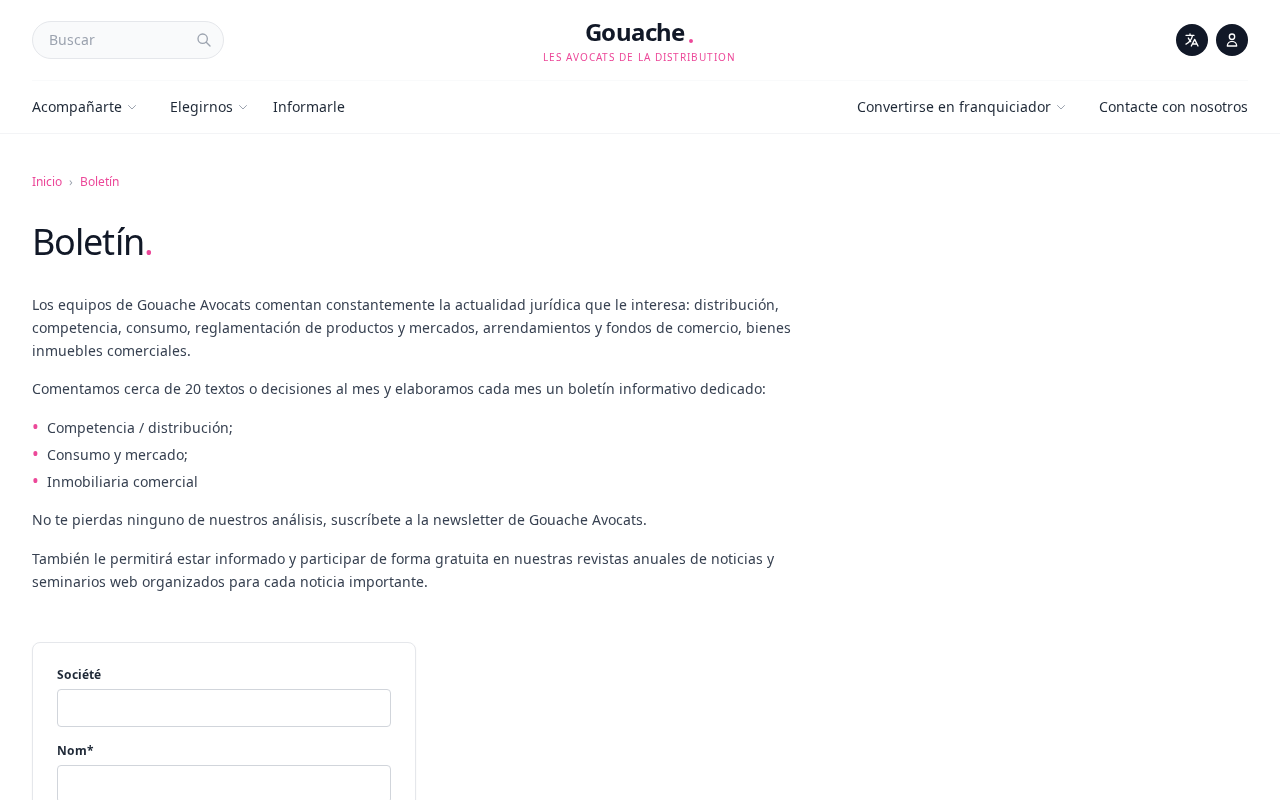 Buscar
Gouache.
LES AVOCATS DE LA DISTRIBUTION
Acompañarte
Elegirnos
Informarle
Convertirse en franquiciador
Contacte con nosotros
Inicio › Boletín
Boletín.
Los equipos de Gouache Avocats comentan constantemente la actualidad jurídica que le interesa: distribución,
competencia, consumo, reglamentación de productos y mercados, arrendamientos y fondos de comercio, bienes
inmuebles comerciales.
Comentamos cerca de 20 textos o decisiones al mes y elaboramos cada mes un boletín informativo dedicado:
• Competencia / distribución;
• Consumo y mercado;
• Inmobiliaria comercial
No te pierdas ninguno de nuestros análisis, suscríbete a la newsletter de Gouache Avocats.
También le permitirá estar informado y participar de forma gratuita en nuestras revistas anuales de noticias y
seminarios web organizados para cada noticia importante.
Société
Nom*